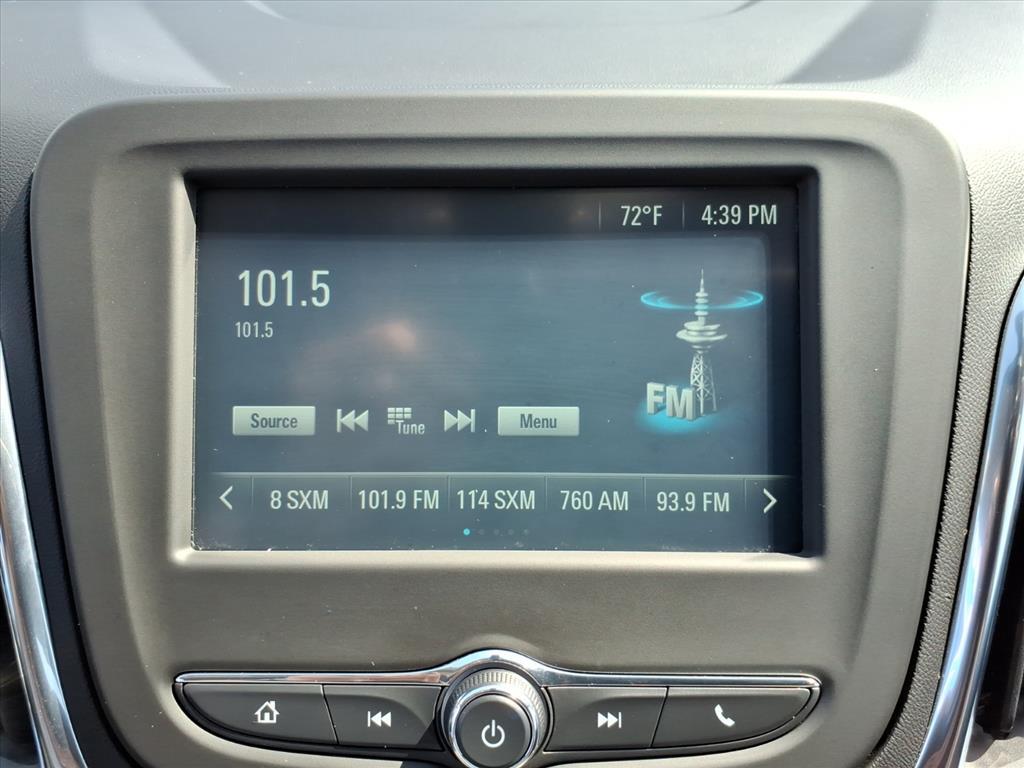 72°F 4:39 PM
101.5
101.5
FM
Source Tune Menu
8 SXM 101.9 FM 114 SXM 760 AM 93.9 FM